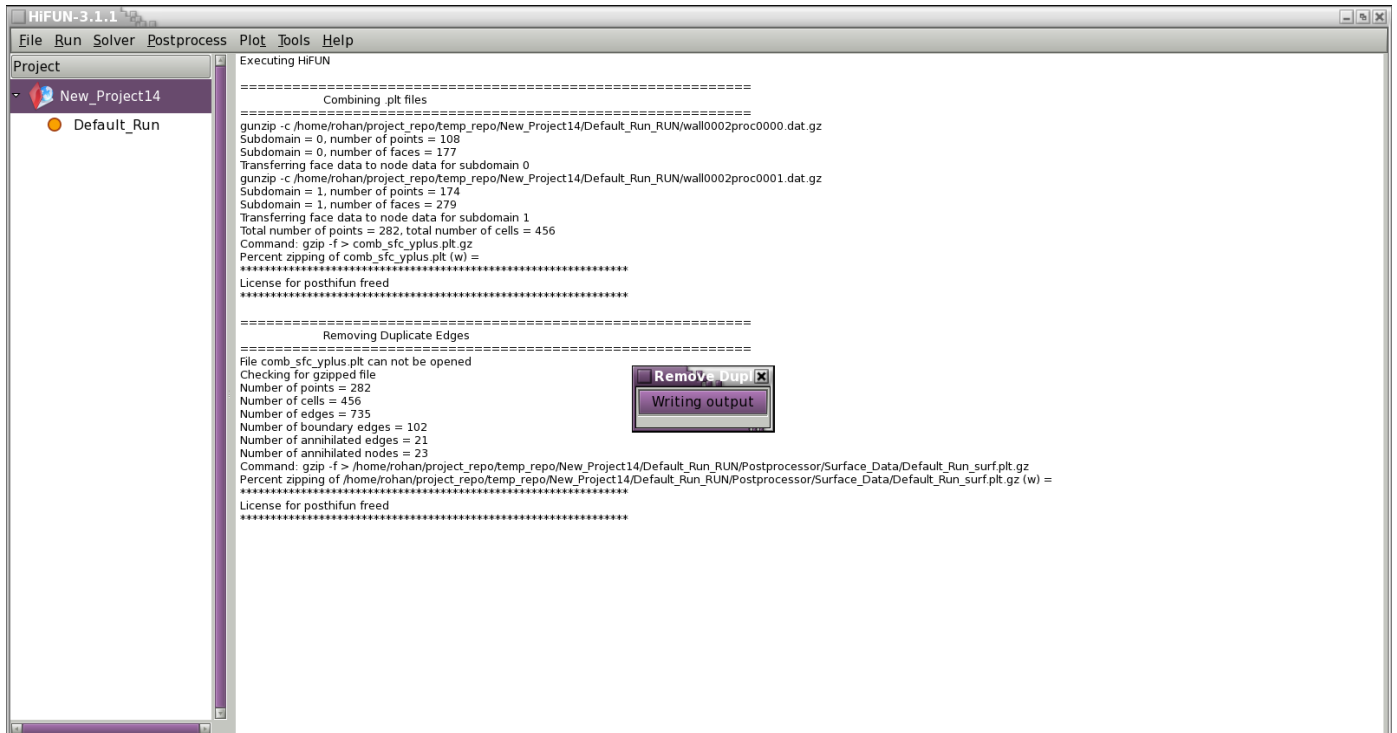 HiFUN-3.1.1
File Run Solver Postprocess Plot Tools Help
Project
New_Project14
Default_Run
Executing HiFUN
===========================================================
Combining .plt files
===========================================================
gunzip -c /home/rohan/project_repo/temp_repo/New_Project14/Default_Run_RUN/wall0002proc0000.dat.gz
Subdomain = 0, number of points = 108
Subdomain = 0, number of faces = 177
Transferring face data to node data for subdomain 0
gunzip -c /home/rohan/project_repo/temp_repo/New_Project14/Default_Run_RUN/wall0002proc0001.dat.gz
Subdomain = 1, number of points = 174
Subdomain = 1, number of faces = 279
Transferring face data to node data for subdomain 1
Total number of points = 282, total number of cells = 456
Command: gzip -f > comb_sfc_yplus.plt.gz
Percent zipping of comb_sfc_yplus.plt (w) =
****************************************************************
License for posthifun freed
****************************************************************
===========================================================
Removing Duplicate Edges
===========================================================
File comb_sfc_yplus.plt can not be opened
Checking for gzipped file
Number of points = 282
Number of cells = 456
Number of edges = 735
Number of boundary edges = 102
Number of annihilated edges = 21
Number of annihilated nodes = 23
Command: gzip -f > /home/rohan/project_repo/temp_repo/New_Project14/Default_Run_RUN/Postprocessor/Surface_Data/Default_Run_surf.plt.gz
Percent zipping of /home/rohan/project_repo/temp_repo/New_Project14/Default_Run_RUN/Postprocessor/Surface_Data/Default_Run_surf.plt.gz (w) =
****************************************************************
License for posthifun freed
****************************************************************
Remove Dupl
Writing output